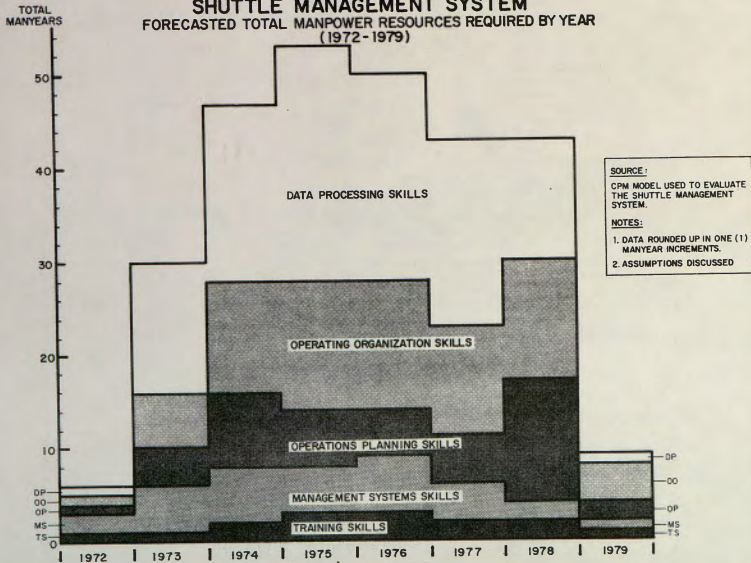 SHUTTLE MANAGEMENT SYSTEM
FORECASTED TOTAL MANPOWER RESOURCES REQUIRED BY YEAR
(1972-1979)
TOTAL
MANYEARS
50
40
30
20
10
0
DP
OO
OP
MS
TS
DATA PROCESSING SKILLS
OPERATING ORGANIZATION SKILLS
OPERATIONS PLANNING SKILLS
MANAGEMENT SYSTEMS SKILLS
TRAINING SKILLS
SOURCE:
CPM MODEL USED TO EVALUATE
THE SHUTTLE MANAGEMENT
SYSTEM.
NOTES:
1. DATA ROUNDED UP IN ONE (1)
MANYEAR INCREMENTS.
2. ASSUMPTIONS DISCUSSED
DP
OO
OP
MS
TS
1972 1973 1974 1975 1976 1977 1978 1979